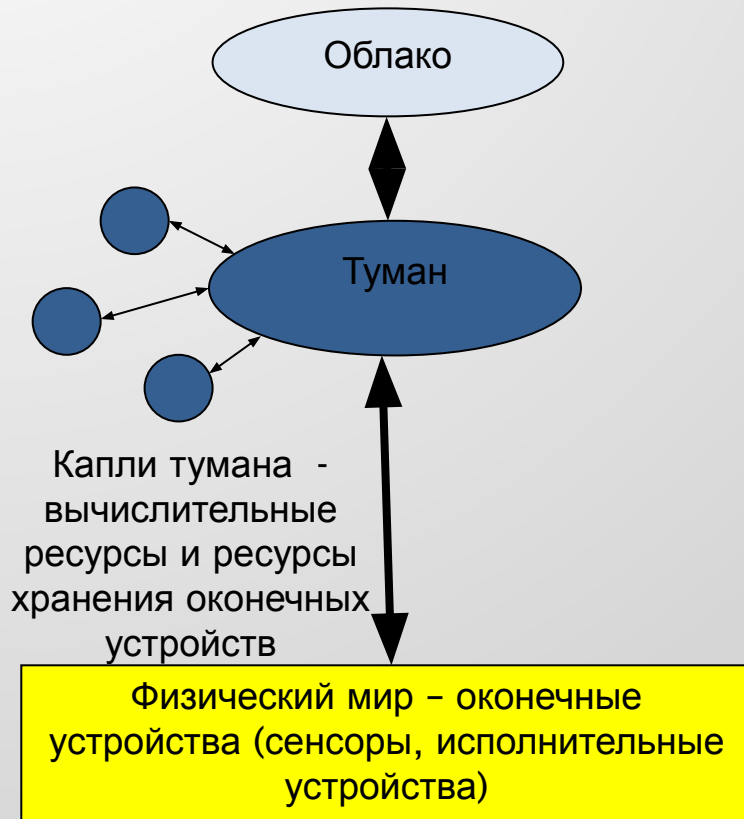 Облако
Туман
Капли тумана -
вычислительные
ресурсы и ресурсы
хранения оконечных
устройств
Физический мир – оконечные
устройства (сенсоры, исполнительные
устройства)